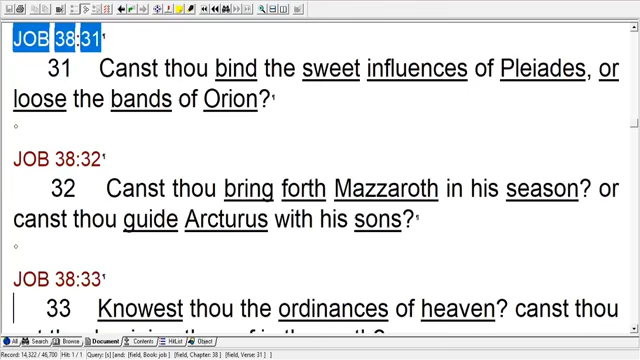 JOB 38:31
31 Canst thou bind the sweet influences of Pleiades, or
loose the bands of Orion?
JOB 38:32
32 Canst thou bring forth Mazzaroth in his season? or
canst thou guide Arcturus with his sons?
JOB 38:33
33 Knowest thou the ordinances of heaven? canst thou
All Search Browse Document Contents HitList Object
Record: 14,322 / 46,700 Hit: 1 / 1 Query: [s] and: [field, Book: job] [field, Chapter: 38] [field, Verse: 31]